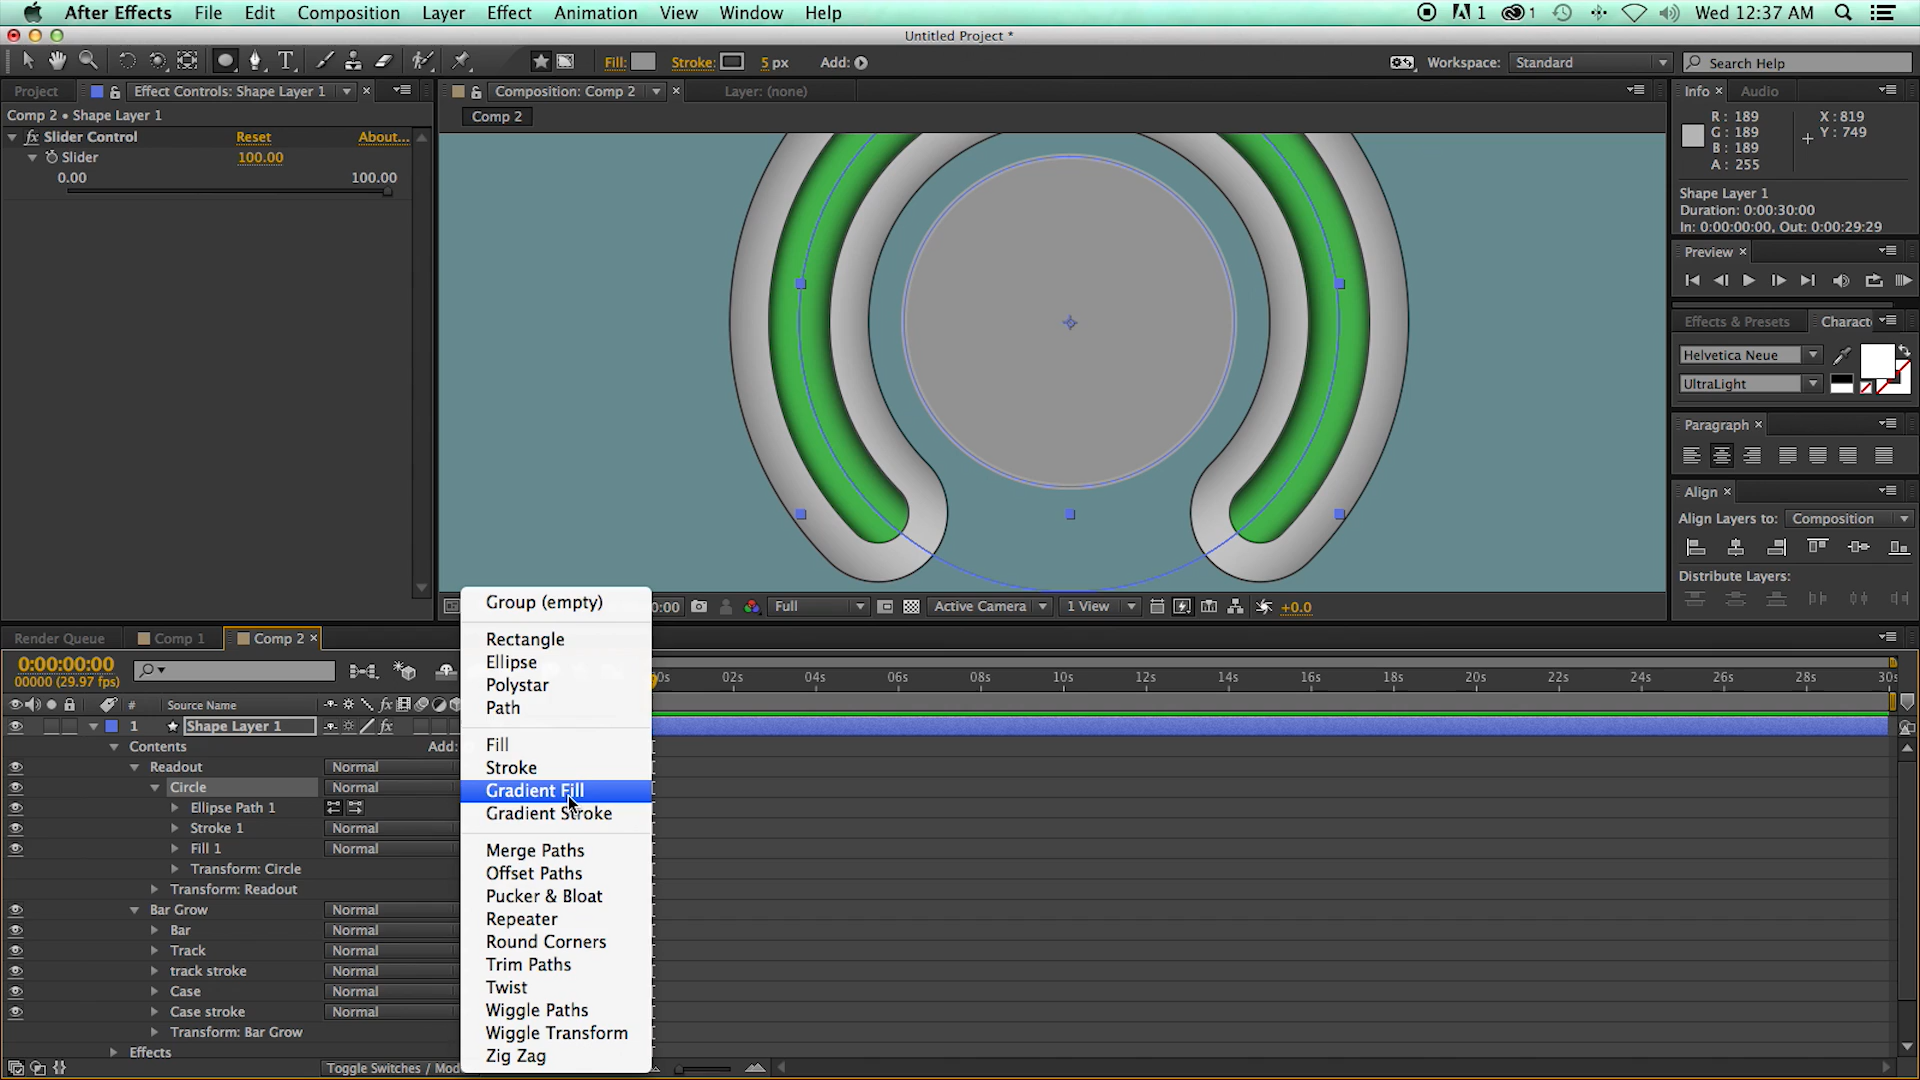 After Effects File Edit Composition Layer Effect Animation View Window Help 1 1 Wed 12:37 AM
Untitled Project *
T Fill: Stroke: 5 px Add: Workspace: Standard Search Help
Project Effect Controls: Shape Layer 1 × Composition: Comp 2 × Layer: (none) Info × Audio
Comp 2 • Shape Layer 1
Comp 2
fx Slider Control Reset About...
Slider 100.00
0.00 100.00
R : 189
G : 189
B : 189
A : 255
X : 819
Y : 749
Shape Layer 1
Duration: 0:00:30:00
In: 0:00:00:00, Out: 0:00:29:29
Preview ×
Effects & Presets Charact
Helvetica Neue
UltraLight
Paragraph ×
Align ×
Align Layers to: Composition
Distribute Layers:
:00 Full Active Camera 1 View +0.0
Render Queue Comp 1 Comp 2 ×
0:00:00:00
00000 (29.97 fps)
0s 02s 04s 06s 08s 10s 12s 14s 16s 18s 20s 22s 24s 26s 28s 30s
# Source Name fx
1 Shape Layer 1 fx
Contents Add:
Readout Normal
Circle Normal
Ellipse Path 1
Stroke 1 Normal
Fill 1 Normal
Transform: Circle
Transform: Readout
Bar Grow Normal
Bar Normal
Track Normal
track stroke Normal
Case Normal
Case stroke Normal
Transform: Bar Grow
Effects
Toggle Switches / Mod
Group (empty)
Rectangle
Ellipse
Polystar
Path
Fill
Stroke
Gradient Fill
Gradient Stroke
Merge Paths
Offset Paths
Pucker & Bloat
Repeater
Round Corners
Trim Paths
Twist
Wiggle Paths
Wiggle Transform
Zig Zag